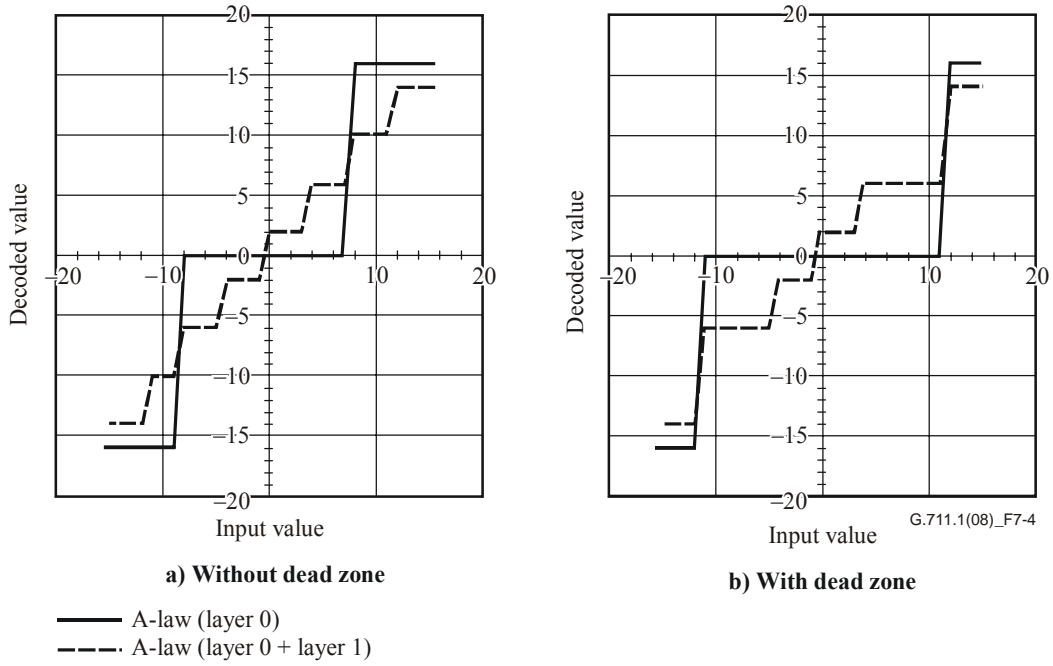 20
15
10
5
0
–20
–10
10
20
–5
–10
–15
–20
Decoded value
Input value
a) Without dead zone
20
15
10
5
0
–20
–10
10
20
–5
–10
–15
–20
Decoded value
G.711.1(08)_F7-4
Input value
b) With dead zone
A-law (layer 0)
A-law (layer 0 + layer 1)